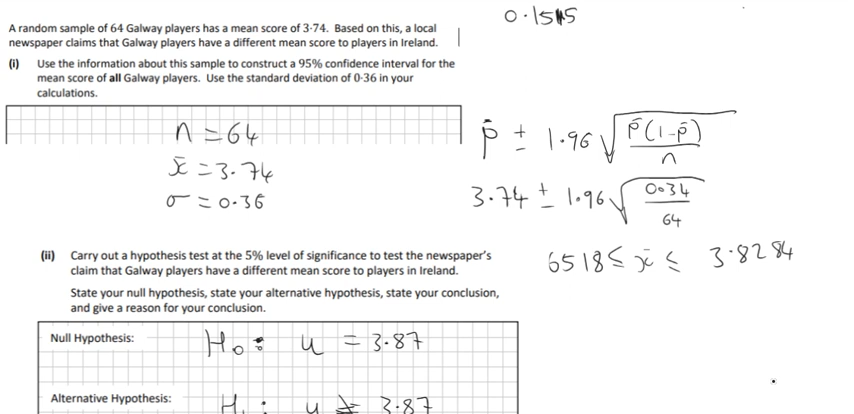 0.1515
A random sample of 64 Galway players has a mean score of 3·74. Based on this, a local
newspaper claims that Galway players have a different mean score to players in Ireland.
(i) Use the information about this sample to construct a 95% confidence interval for the
mean score of all Galway players. Use the standard deviation of 0·36 in your
calculations.
n = 64
x̄ = 3.74
σ = 0.36
p̄ ± 1.96 √(p̄(1-p̄)/n)
3.74 ± 1.96 √(0.34/64)
6518 ≤ x̄ ≤ 3.8284
(ii) Carry out a hypothesis test at the 5% level of significance to test the newspaper's
claim that Galway players have a different mean score to players in Ireland.
State your null hypothesis, state your alternative hypothesis, state your conclusion,
and give a reason for your conclusion.
Null Hypothesis: H₀: u = 3.87
Alternative Hypothesis: H₁: u ≠ 3.87